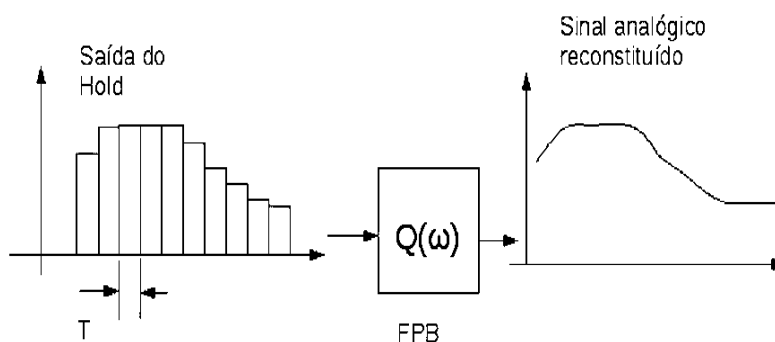 Saída do
Hold
Sinal analógico
reconstituído
Q(ω)
T
FPB